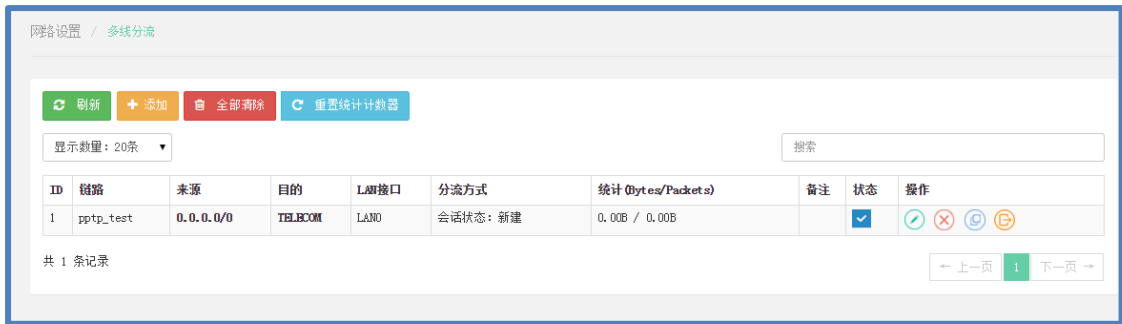 网络设置 / 多线分流
刷新 添加 全部清除 重置统计计数器
显示数量: 20条 搜索
ID 链路 来源 目的 LAN接口 分流方式 统计(Bytes/Packets) 备注 状态 操作
1 pptp_test 0.0.0.0/0 TELECOM LAN0 会话状态: 新建 0.00B / 0.00B
共 1 条记录
← 上一页 1 下一页 →